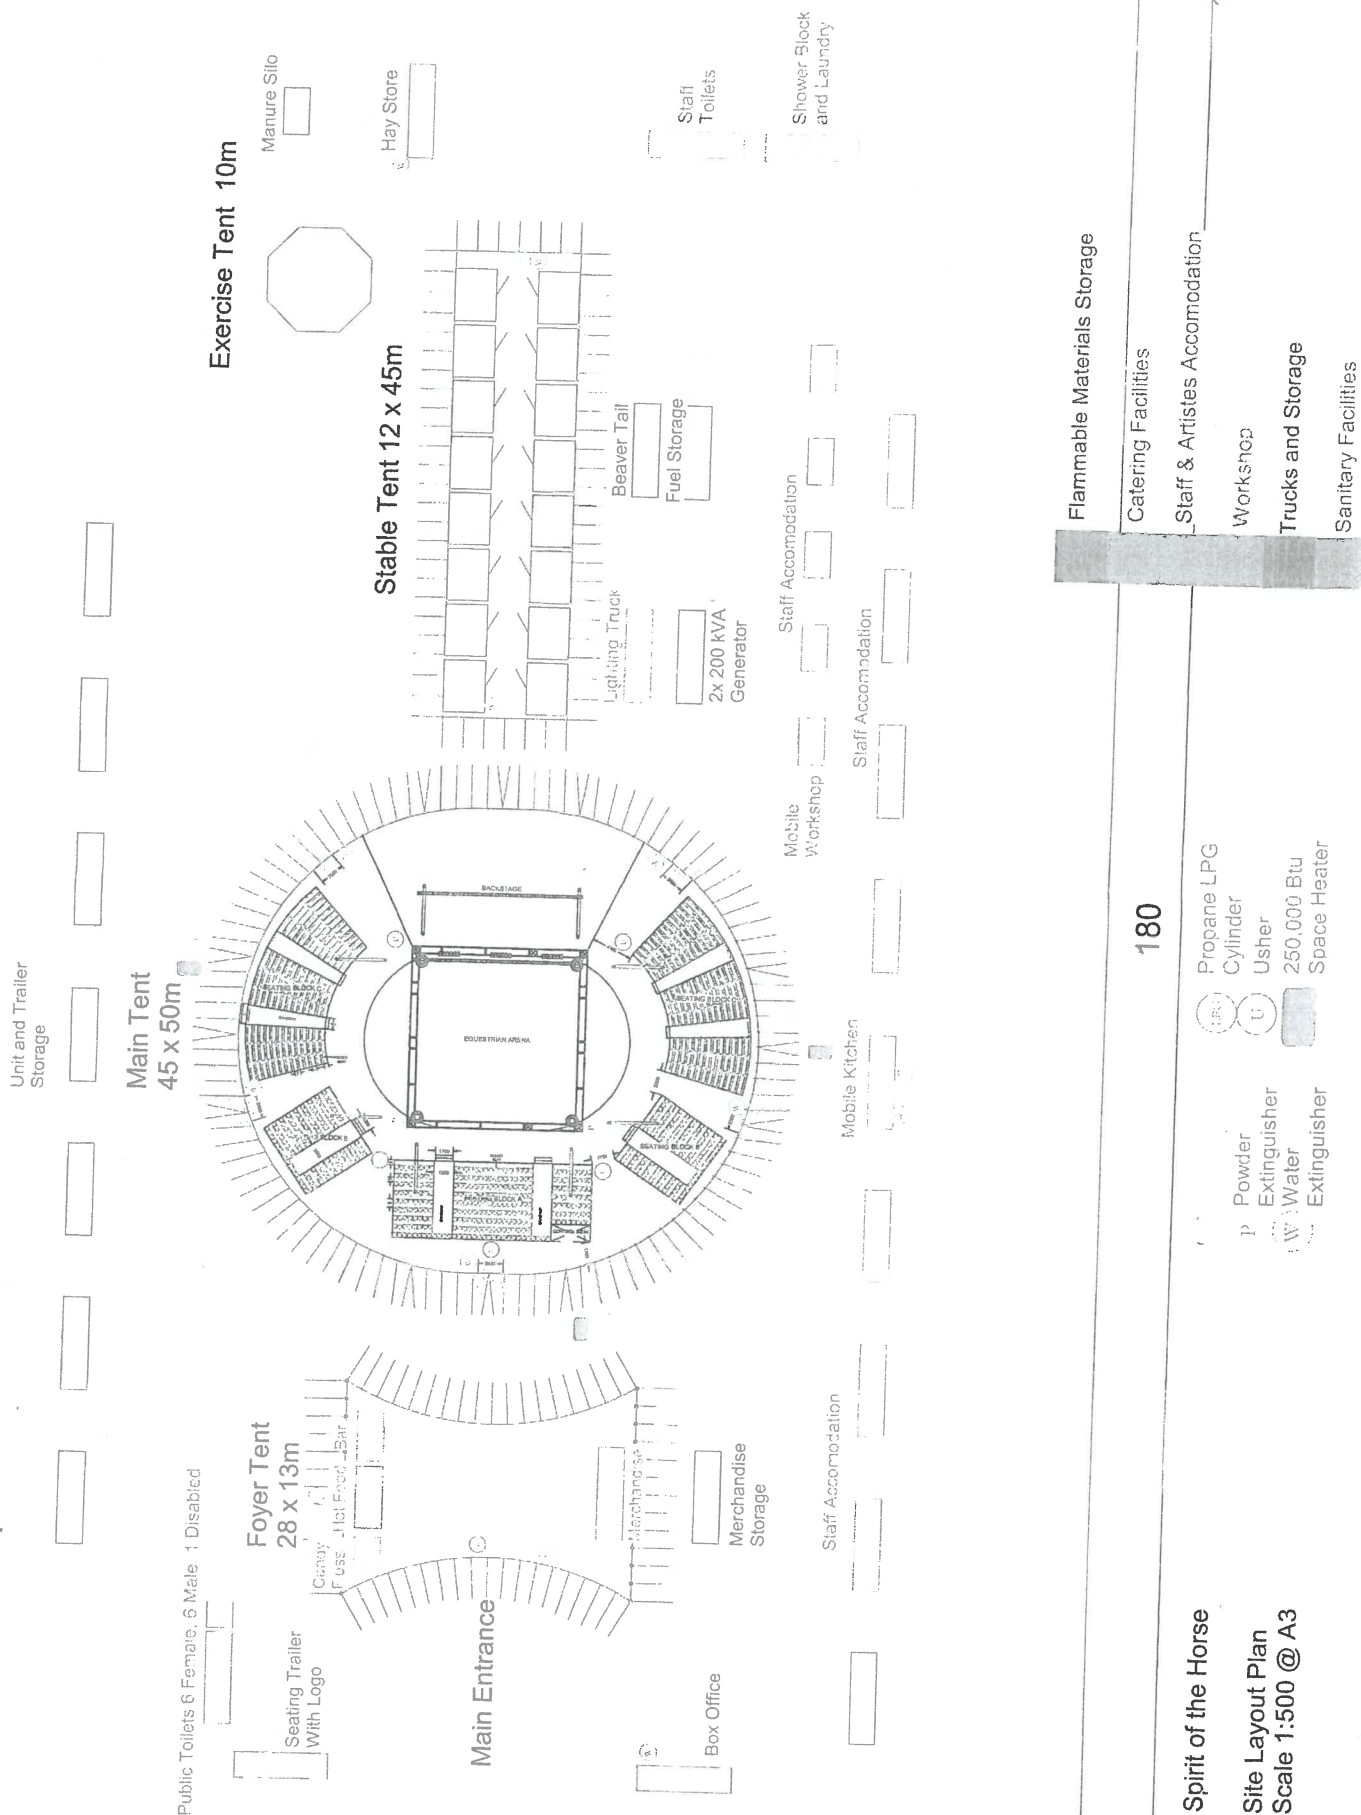 Unit and Trailer
Storage
Public Toilets 6 Female, 6 Male 1 Disabled
Seating Trailer
With Logo
Foyer Tent
28 x 13m
Candy
Floss
Hot Food
Bar
Main Entrance
Merchandise
Merchandise
Storage
Box Office
Main Tent
45 x 50m
SEATING BLOCK C
BLOCK B
SEATING BLOCK A
SEATING BLOCK B
SEATING BLOCK C
EQUESTRIAN ARENA
BACKSTAGE
U
U
U
U
Exercise Tent 10m
Manure Silo
Hay Store
Stable Tent 12 x 45m
Staff
Toilets
Shower Block
and Laundry
Beaver Tail
Fuel Storage
Lighting Truck
2x 200 kVA
Generator
Staff Accomodation
Mobile
Workshop
Staff Accomodation
Mobile Kitchen
Staff Accomodation
180
Spirit of the Horse
Site Layout Plan
Scale 1:500 @ A3
P Powder
Extinguisher
W Water
Extinguisher
LPG Propane LPG
Cylinder
U Usher
250,000 Btu
Space Heater
Flammable Materials Storage
Catering Facilities
Staff & Artistes Accomodation
Workshop
Trucks and Storage
Sanitary Facilities